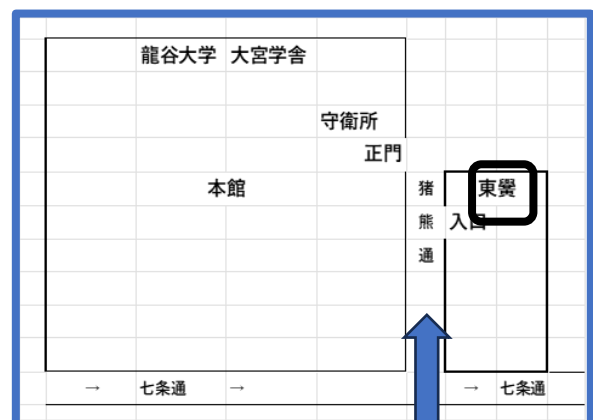 龍谷大学 大宮学舎
守衛所
正門
本館
猪熊通
東黌
入口
→ 七条通 →
→ 七条通